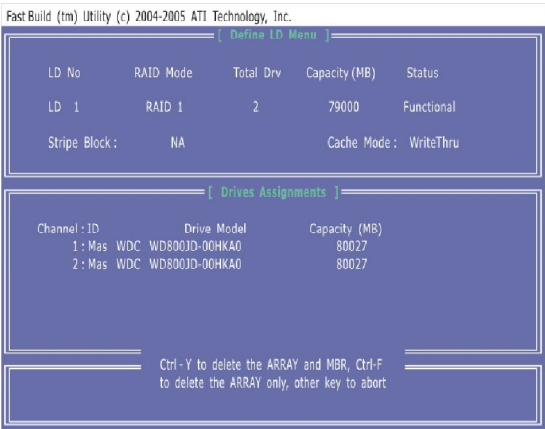 Fast Build (tm) Utility (c) 2004-2005 ATI Technology, Inc.
[ Define LD Menu ]
LD No RAID Mode Total Drv Capacity (MB) Status
LD 1 RAID 1 2 79000 Functional
Stripe Block : NA Cache Mode : WriteThru
[ Drives Assignments ]
Channel : ID Drive Model Capacity (MB)
1 : Mas WDC WD800JD-00HKA0 80027
2 : Mas WDC WD800JD-00HKA0 80027
Ctrl - Y to delete the ARRAY and MBR, Ctrl-F
to delete the ARRAY only, other key to abort